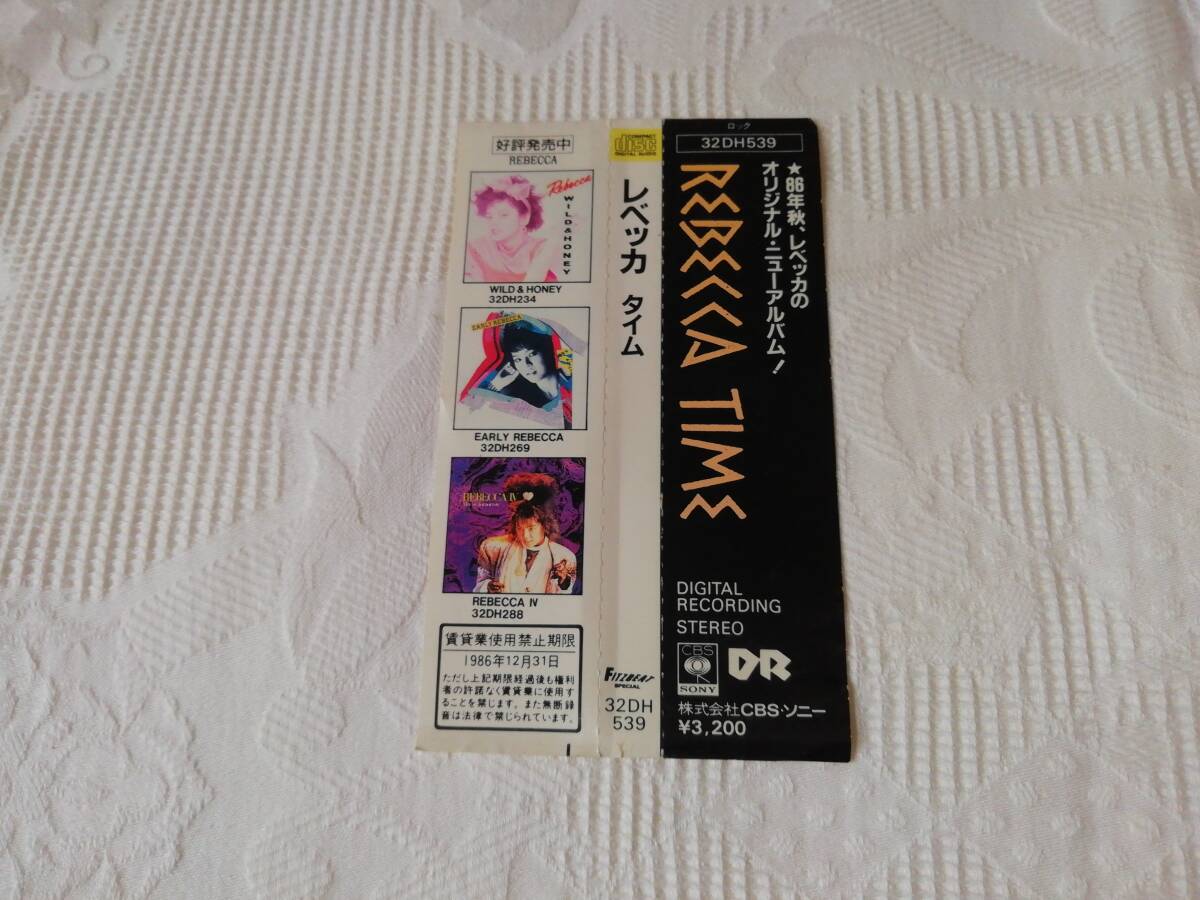 好評発売中
REBECCA
Rebecca
WILD & HONEY
WILD & HONEY
32DH234
EARLY REBECCA
EARLY REBECCA
32DH269
REBECCA IV
REBECCA IV
32DH288
賃貸業使用禁止期限
1986年12月31日
ただし上記期限経過後も権利
者の許諾なく賃貸業に使用す
ることを禁じます。また無断録
音は法律で禁じられています。
COMPACT
disc
DIGITAL AUDIO
レベッカ タイム
FITZBEAT
SPECIAL
32DH
539
ロック
32DH539
★86年秋、レベッカの
オリジナル・ニューアルバム!
REBECCA TIME
DIGITAL
RECORDING
STEREO
CBS
SONY
DR
株式会社CBS・ソニー
¥3,200